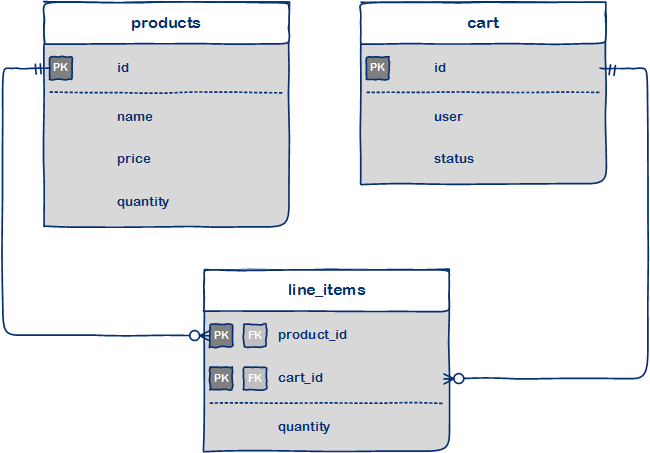 products
PK id
name
price
quantity
cart
PK id
user
status
line_items
PK FK product_id
PK FK cart_id
quantity